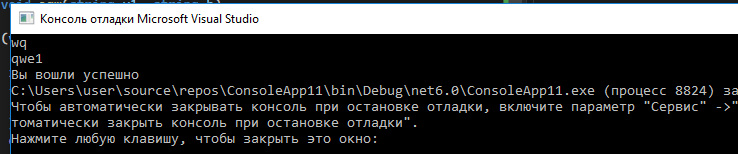 Консоль отладки Microsoft Visual Studio
wq
qwe1
Вы вошли успешно
C:\Users\user\source\repos\ConsoleApp11\bin\Debug\net6.0\ConsoleApp11.exe (процесс 8824) за
Чтобы автоматически закрывать консоль при остановке отладки, включите параметр "Сервис" ->"
томатически закрыть консоль при остановке отладки".
Нажмите любую клавишу, чтобы закрыть это окно: